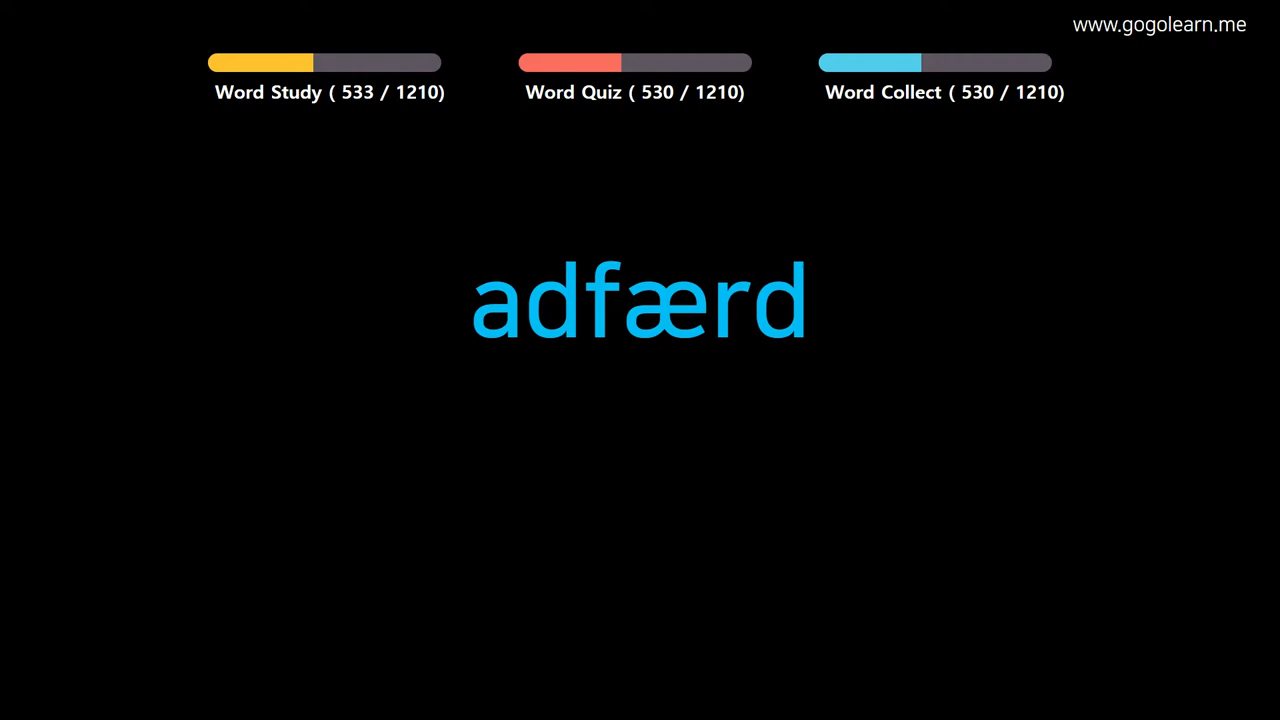 www.gogolearn.me
Word Study ( 533 / 1210)
Word Quiz ( 530 / 1210)
Word Collect ( 530 / 1210)
adfærd